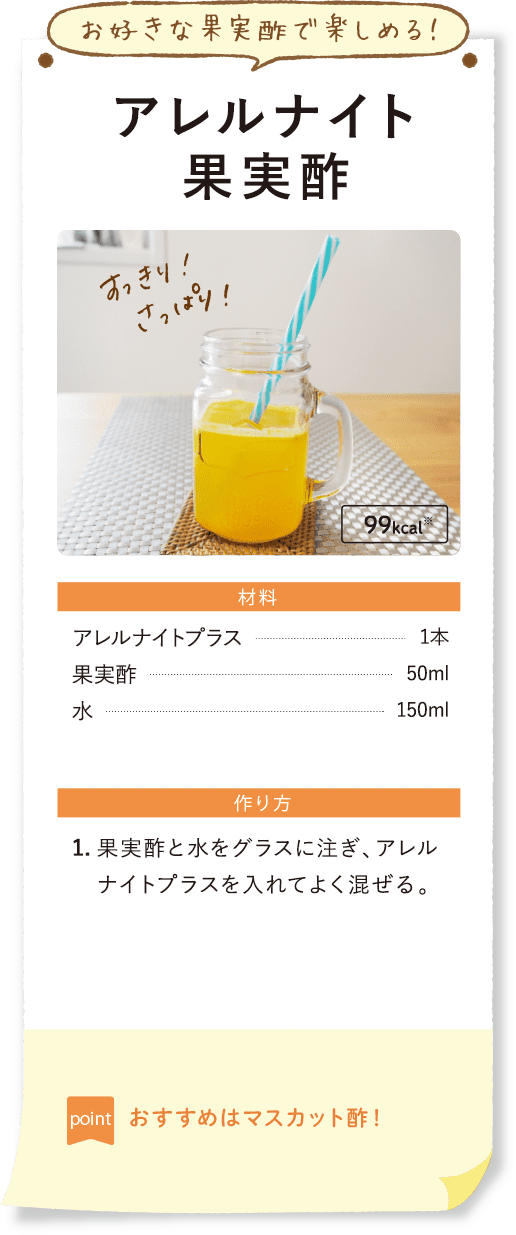 お好きな果実酢で楽しめる！
アレルナイト
果実酢
すっきり！
さっぱり！
99kcal※
材料
アレルナイトプラス 1本
果実酢 50ml
水 150ml
作り方
1. 果実酢と水をグラスに注ぎ、アレル
ナイトプラスを入れてよく混ぜる。
point おすすめはマスカット酢！